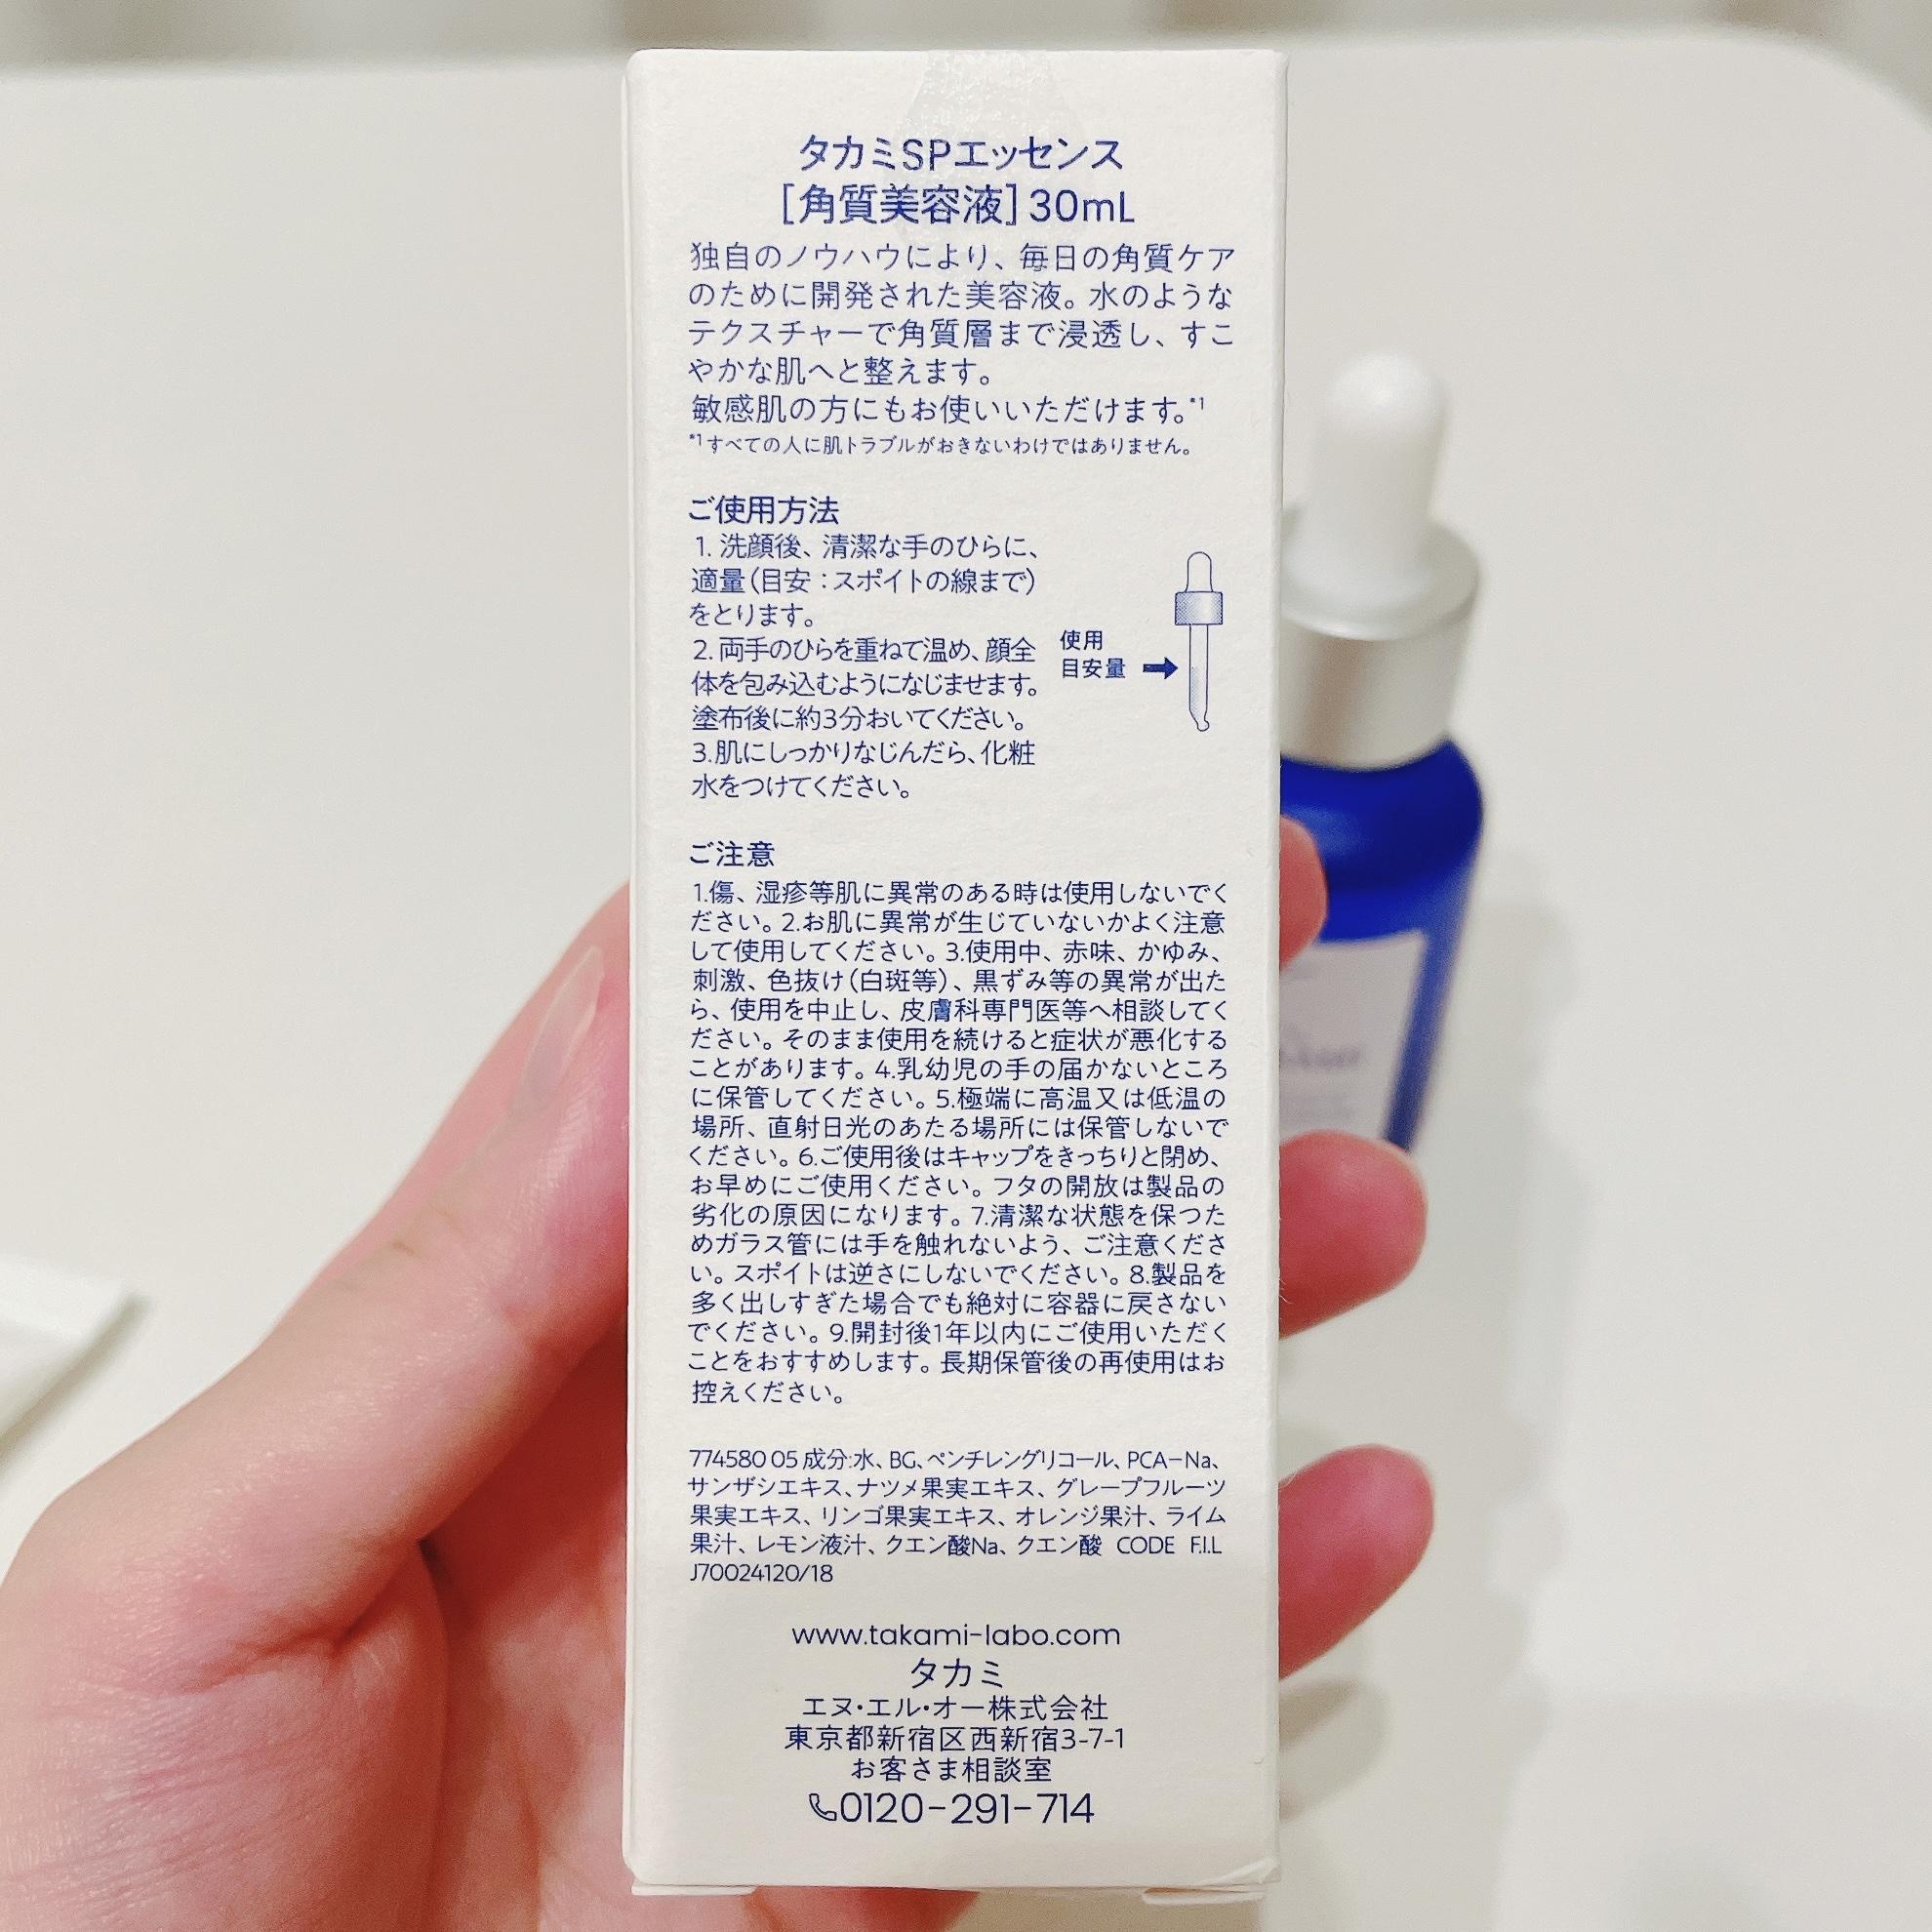 タカミSPエッセンス
[角質美容液]30mL
独自のノウハウにより、毎日の角質ケア
のために開発された美容液。水のような
テクスチャーで角質層まで浸透し、すこ
やかな肌へと整えます。
敏感肌の方にもお使いいただけます。*1
*1すべての人に肌トラブルがおきないわけではありません。
ご使用方法
1. 洗顔後、清潔な手のひらに、
適量(目安:スポイトの線まで)
をとります。
2. 両手のひらを重ねて温め、顔全
体を包み込むようになじませます。
塗布後に約3分おいてください。
3.肌にしっかりなじんだら、化粧
水をつけてください。
使用
目安量
ご注意
1.傷、湿疹等肌に異常のある時は使用しないでく
ださい。2.お肌に異常が生じていないかよく注意
して使用してください。3.使用中、赤味、かゆみ、
刺激、色抜け(白斑等)、黒ずみ等の異常が出た
ら、使用を中止し、皮膚科専門医等へ相談してく
ださい。そのまま使用を続けると症状が悪化する
ことがあります。4.乳幼児の手の届かないところ
に保管してください。5.極端に高温又は低温の
場所、直射日光のあたる場所には保管しないで
ください。6.ご使用後はキャップをきっちりと閉め、
お早めにご使用ください。フタの開放は製品の
劣化の原因になります。7.清潔な状態を保つた
めガラス管には手を触れないよう、ご注意くださ
い。スポイトは逆さにしないでください。8.製品を
多く出しすぎた場合でも絶対に容器に戻さない
でください。9.開封後1年以内にご使用いただく
ことをおすすめします。長期保管後の再使用はお
控えください。
774580 05 成分:水、BG、ペンチレングリコール、PCA-Na、
サンザシエキス、ナツメ果実エキス、グレープフルーツ
果実エキス、リンゴ果実エキス、オレンジ果汁、ライム
果汁、レモン液汁、クエン酸Na、クエン酸 CODE F.I.L
J70024120/18
www.takami-labo.com
タカミ
エヌ・エル・オー株式会社
東京都新宿区西新宿3-7-1
お客さま相談室
0120-291-714